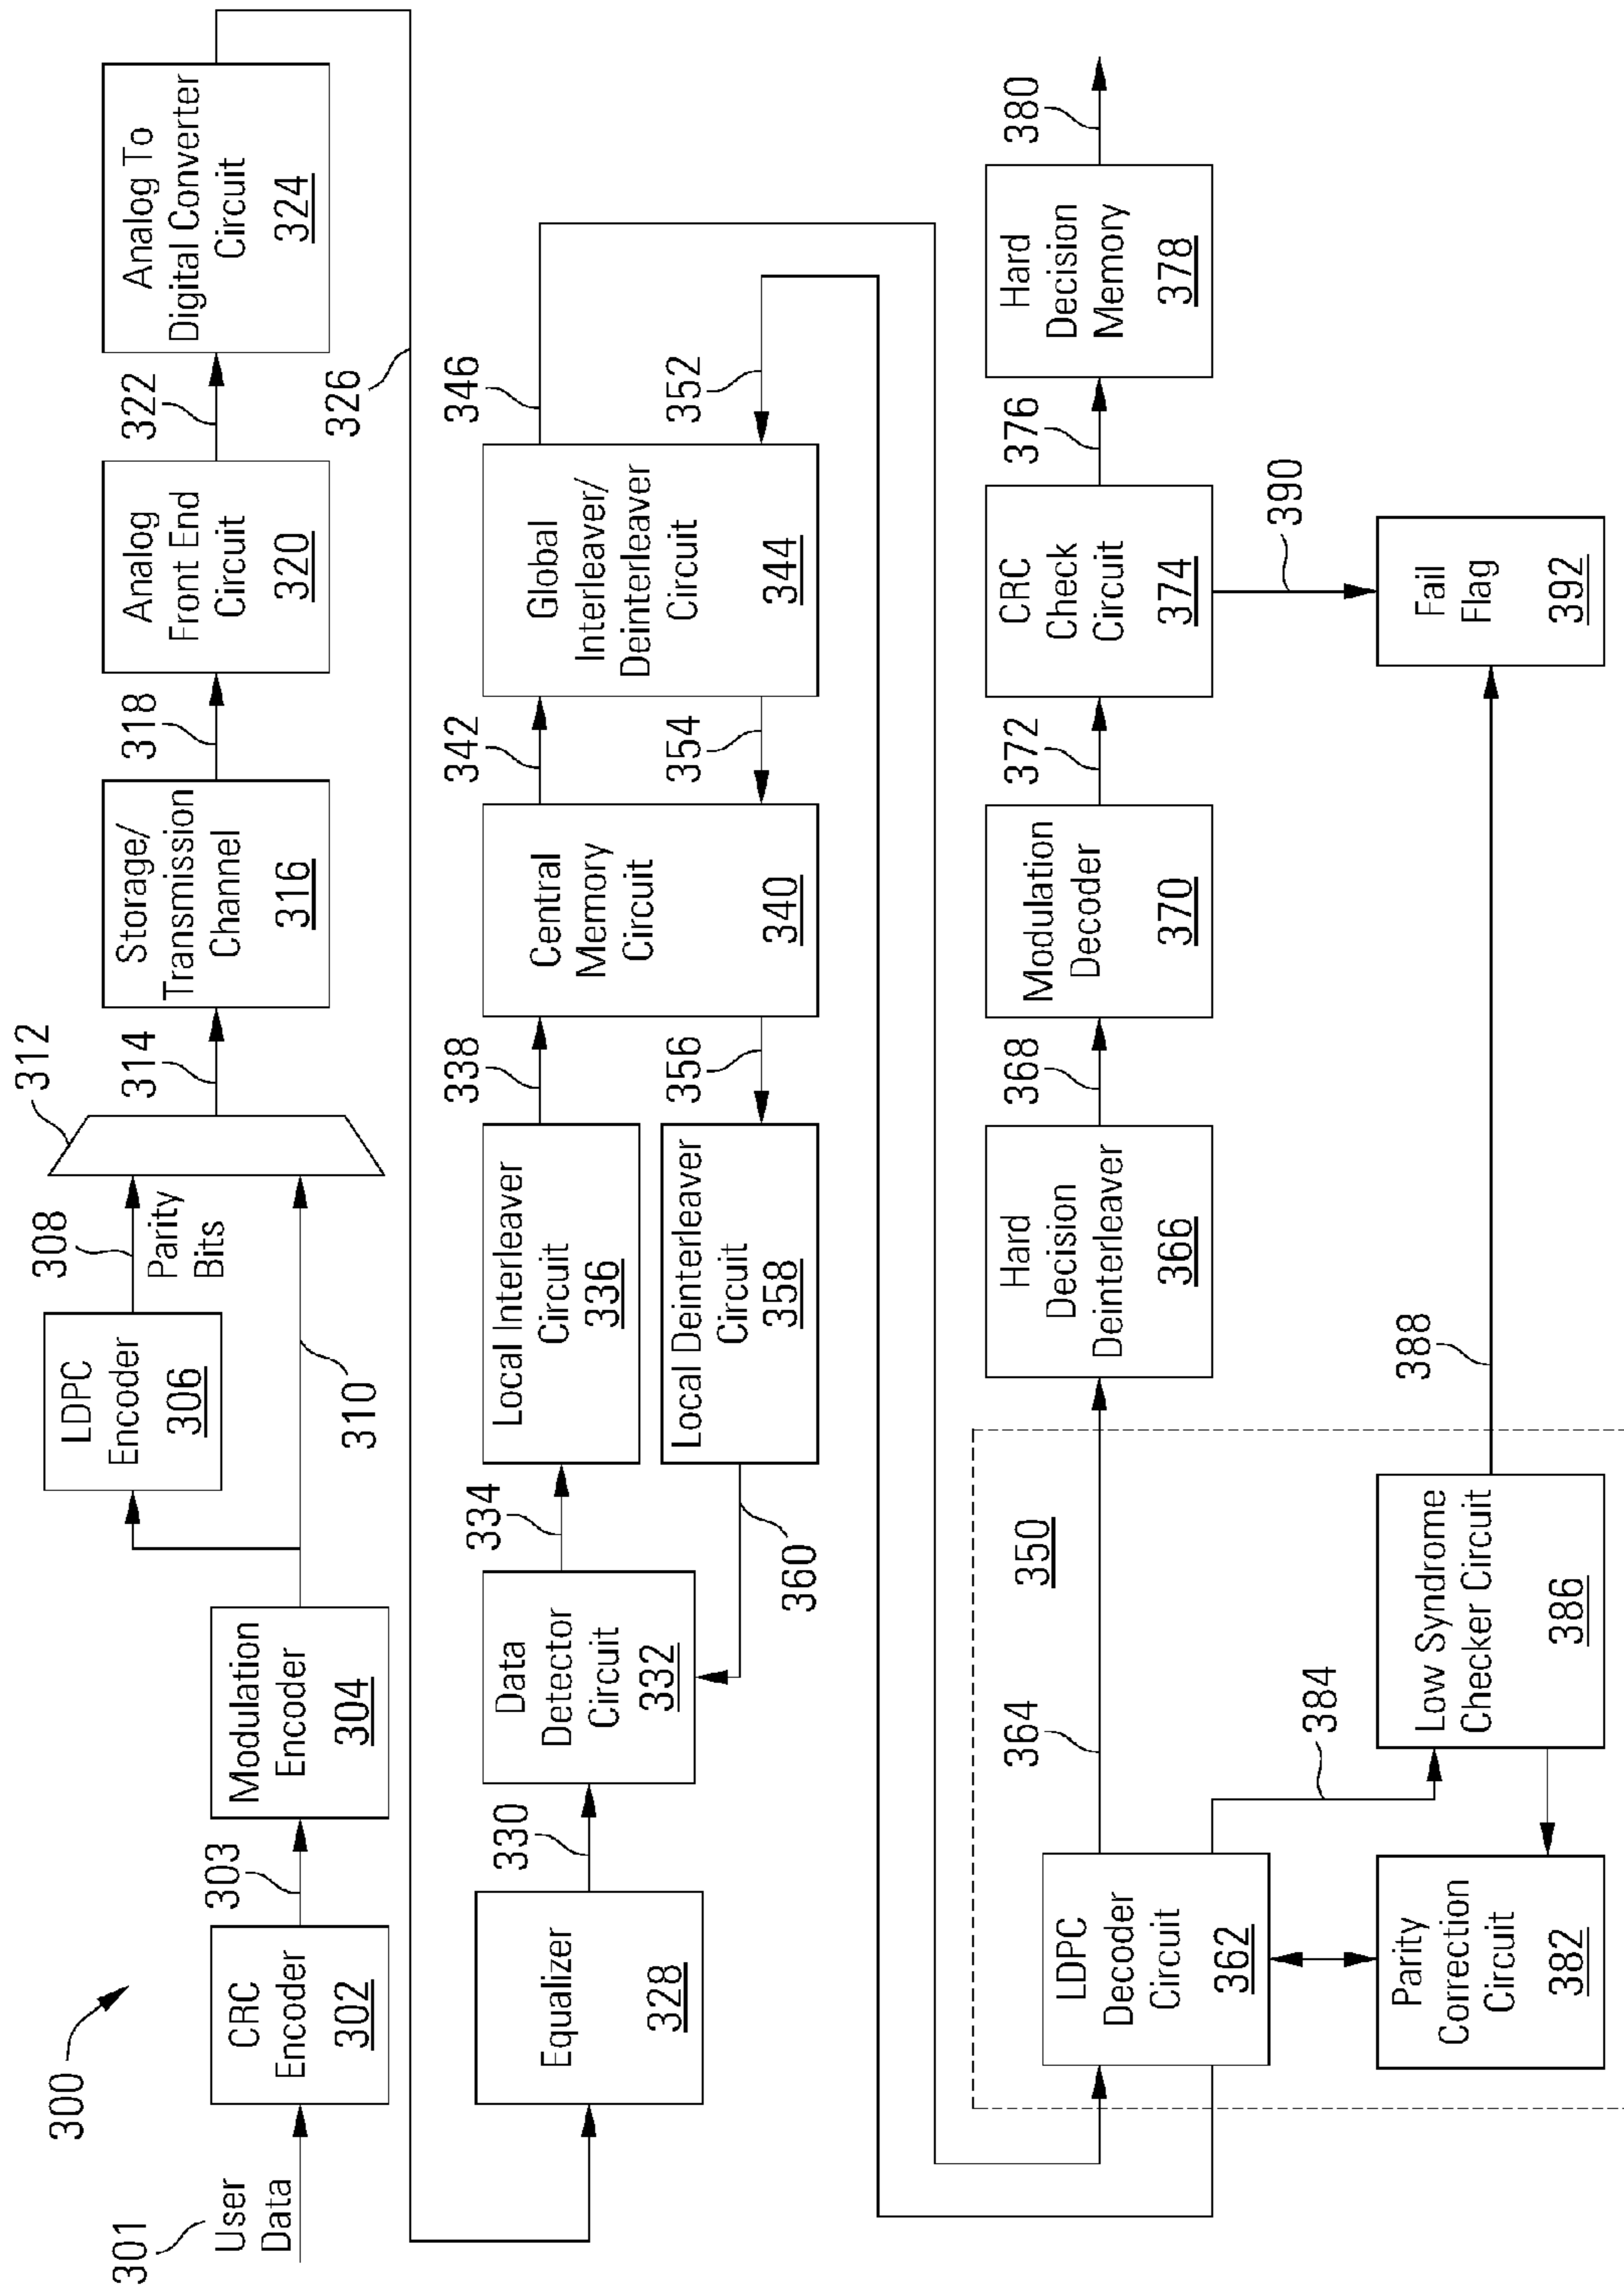 300
301
User
Data
CRC
Encoder
302
303
Modulation
Encoder
304
LDPC
Encoder
306
308
Parity
Bits
310
312
314
Storage/
Transmission
Channel
316
318
Analog
Front End
Circuit
320
322
Analog To
Digital Converter
Circuit
324
326
Equalizer
328
330
Data
Detector
Circuit
332
334
Local Interleaver
Circuit
336
338
Central
Memory
Circuit
340
342
Global
Interleaver/
Deinterleaver
Circuit
344
346
352
354
356
Local Deinterleaver
Circuit
358
360
350
LDPC
Decoder
Circuit
362
364
Hard
Decision
Deinterleaver
366
368
Modulation
Decoder
370
372
CRC
Check
Circuit
374
376
Hard
Decision
Memory
378
380
Parity
Correction
Circuit
382
384
Low Syndrome
Checker Circuit
386
388
390
Fail
Flag
392